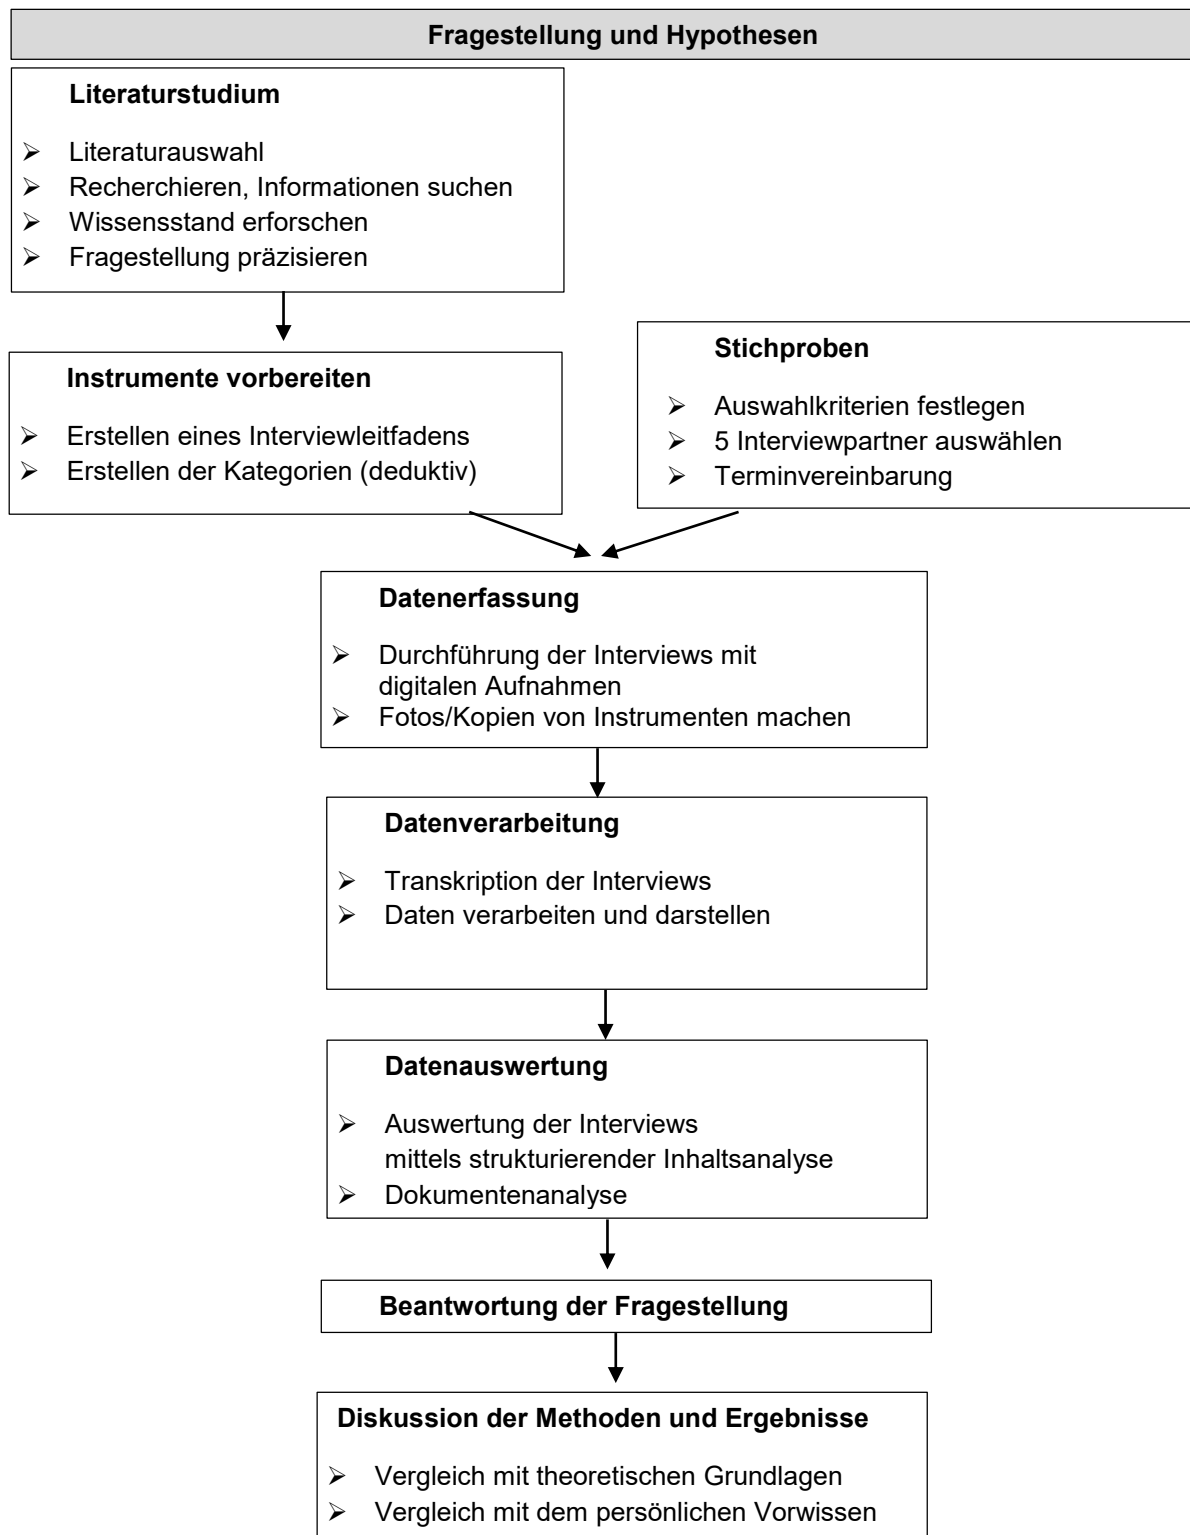 Fragestellung und Hypothesen
Literaturstudium
➢ Literaturauswahl
➢ Recherchieren, Informationen suchen
➢ Wissensstand erforschen
➢ Fragestellung präzisieren
Instrumente vorbereiten
➢ Erstellen eines Interviewleitfadens
➢ Erstellen der Kategorien (deduktiv)
Stichproben
➢ Auswahlkriterien festlegen
➢ 5 Interviewpartner auswählen
➢ Terminvereinbarung
Datenerfassung
➢ Durchführung der Interviews mit
digitalen Aufnahmen
➢ Fotos/Kopien von Instrumenten machen
Datenverarbeitung
➢ Transkription der Interviews
➢ Daten verarbeiten und darstellen
Datenauswertung
➢ Auswertung der Interviews
mittels strukturierender Inhaltsanalyse
➢ Dokumentenanalyse
Beantwortung der Fragestellung
Diskussion der Methoden und Ergebnisse
➢ Vergleich mit theoretischen Grundlagen
➢ Vergleich mit dem persönlichen Vorwissen